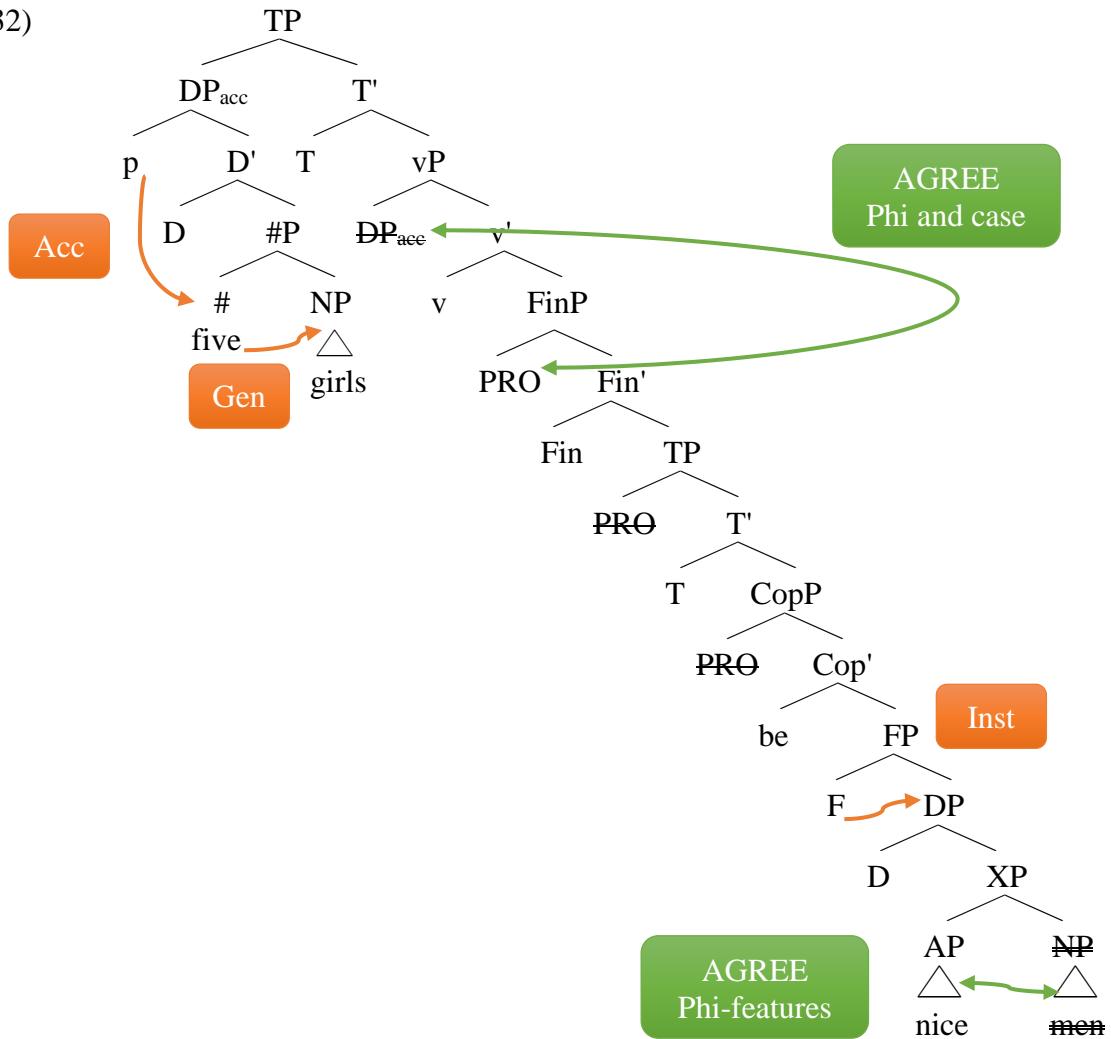 32)
TP
DPacc T'
p D' T vP
AGREE
Phi and case
Acc
D #P DPacc v'
# NP v FinP
five
girls
Gen
PRO Fin'
Fin TP
PRO T'
T CopP
PRO Cop'
Inst
be FP
F DP
D XP
AGREE
Phi-features
AP NP
nice men